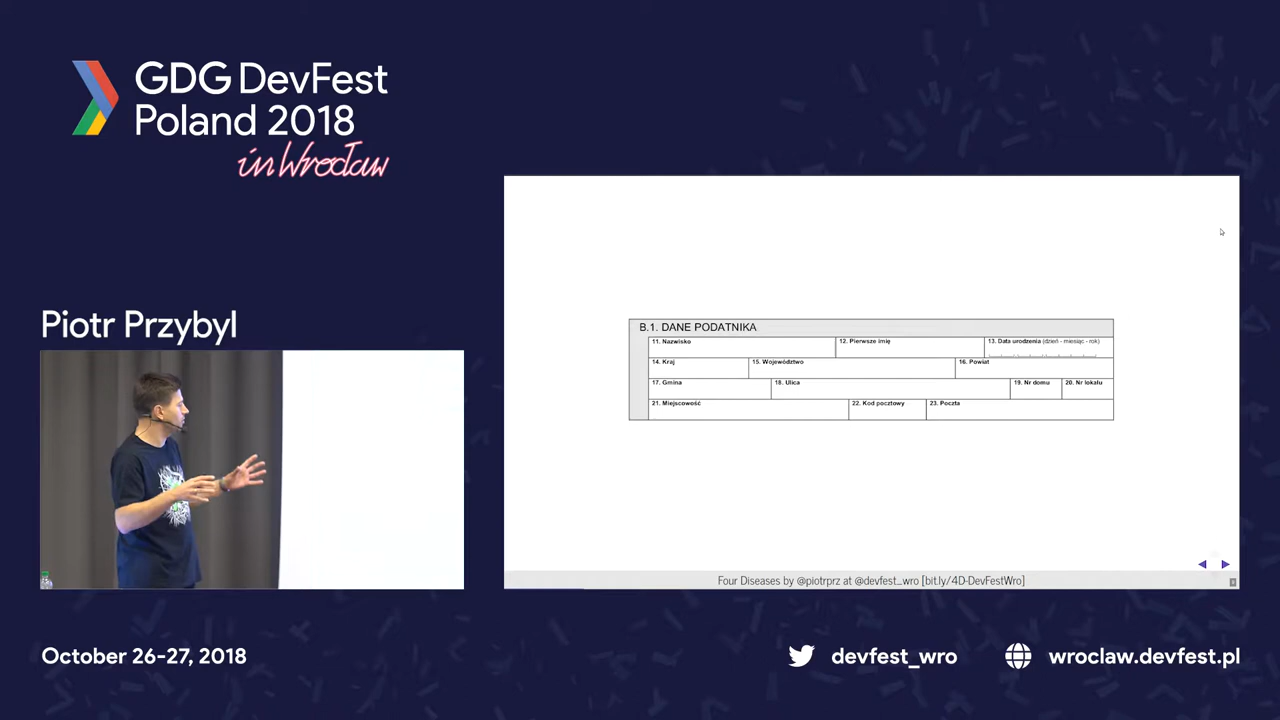 GDG DevFest
Poland 2018
in Wrocław
Piotr Przybyl
B.1. DANE PODATNIKA
11. Nazwisko
12. Pierwsze imię
13. Data urodzenia (dzień - miesiąc - rok)
14. Kraj
15. Województwo
16. Powiat
17. Gmina
18. Ulica
19. Nr domu
20. Nr lokalu
21. Miejscowość
22. Kod pocztowy
23. Poczta
Four Diseases by @piotrprz at @devfest_wro [bit.ly/4D-DevFestWro]
October 26-27, 2018
devfest_wro
wroclaw.devfest.pl